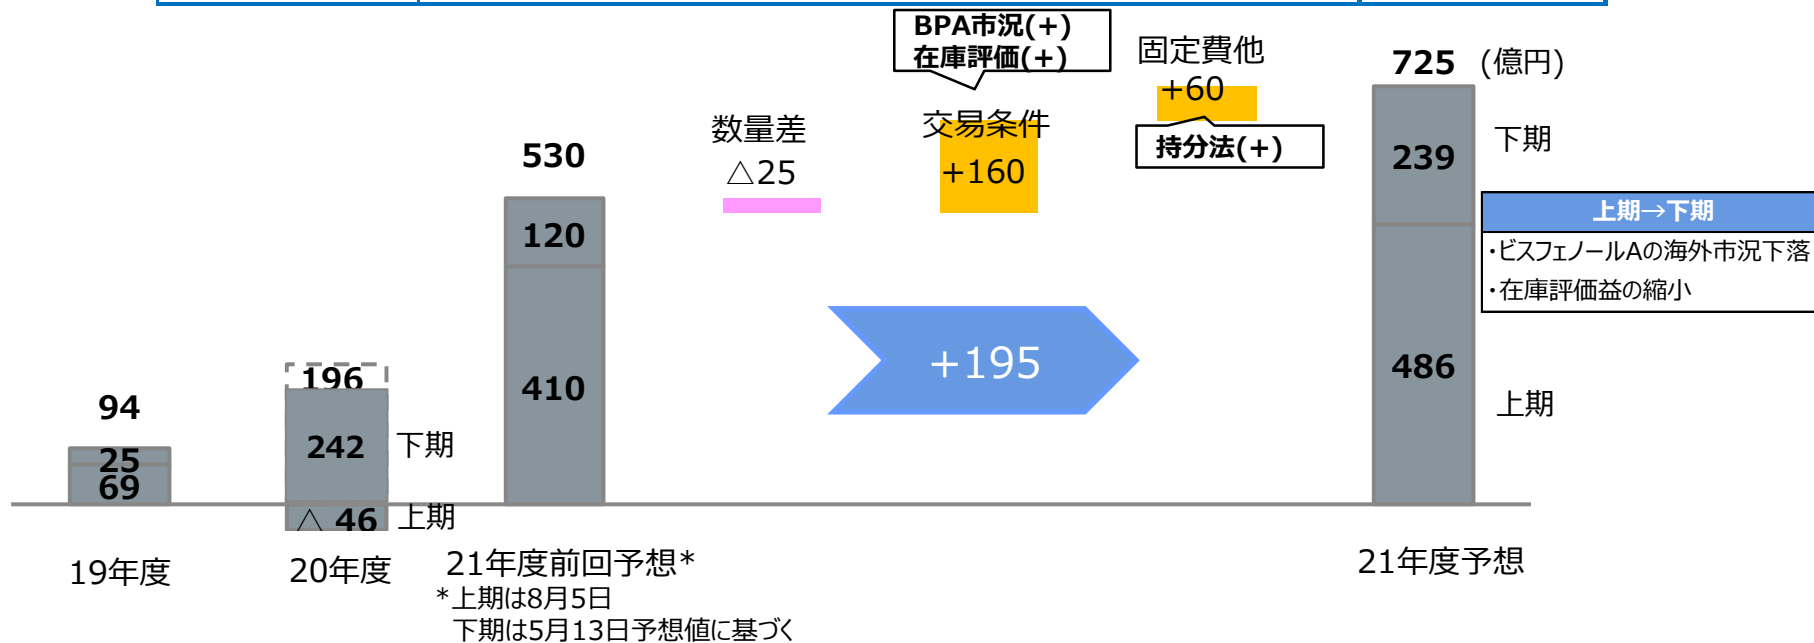 BPA市況(+)
在庫評価(+)
固定費他
+60
持分法(+)
725 (億円)
数量差
△25
交易条件
+160
530
120
410
239
下期
上期→下期
・ビスフェノールAの海外市況下落
・在庫評価益の縮小
486
上期
+195
94
25
69
196
242
下期
△ 46
上期
19年度
20年度
21年度前回予想*
*上期は8月5日
下期は5月13日予想値に基づく
21年度予想